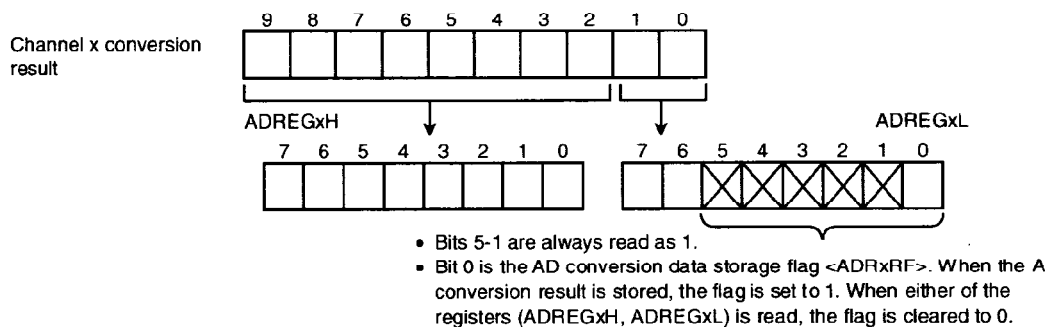 9 8 7 6 5 4 3 2 1 0
Channel x conversion
result
ADREGxH
ADREGxL
7 6 5 4 3 2 1 0
7 6 5 4 3 2 1 0
• Bits 5-1 are always read as 1.
• Bit 0 is the AD conversion data storage flag <ADRxRF>. When the A
conversion result is stored, the flag is set to 1. When either of the
registers (ADREGxH, ADREGxL) is read, the flag is cleared to 0.